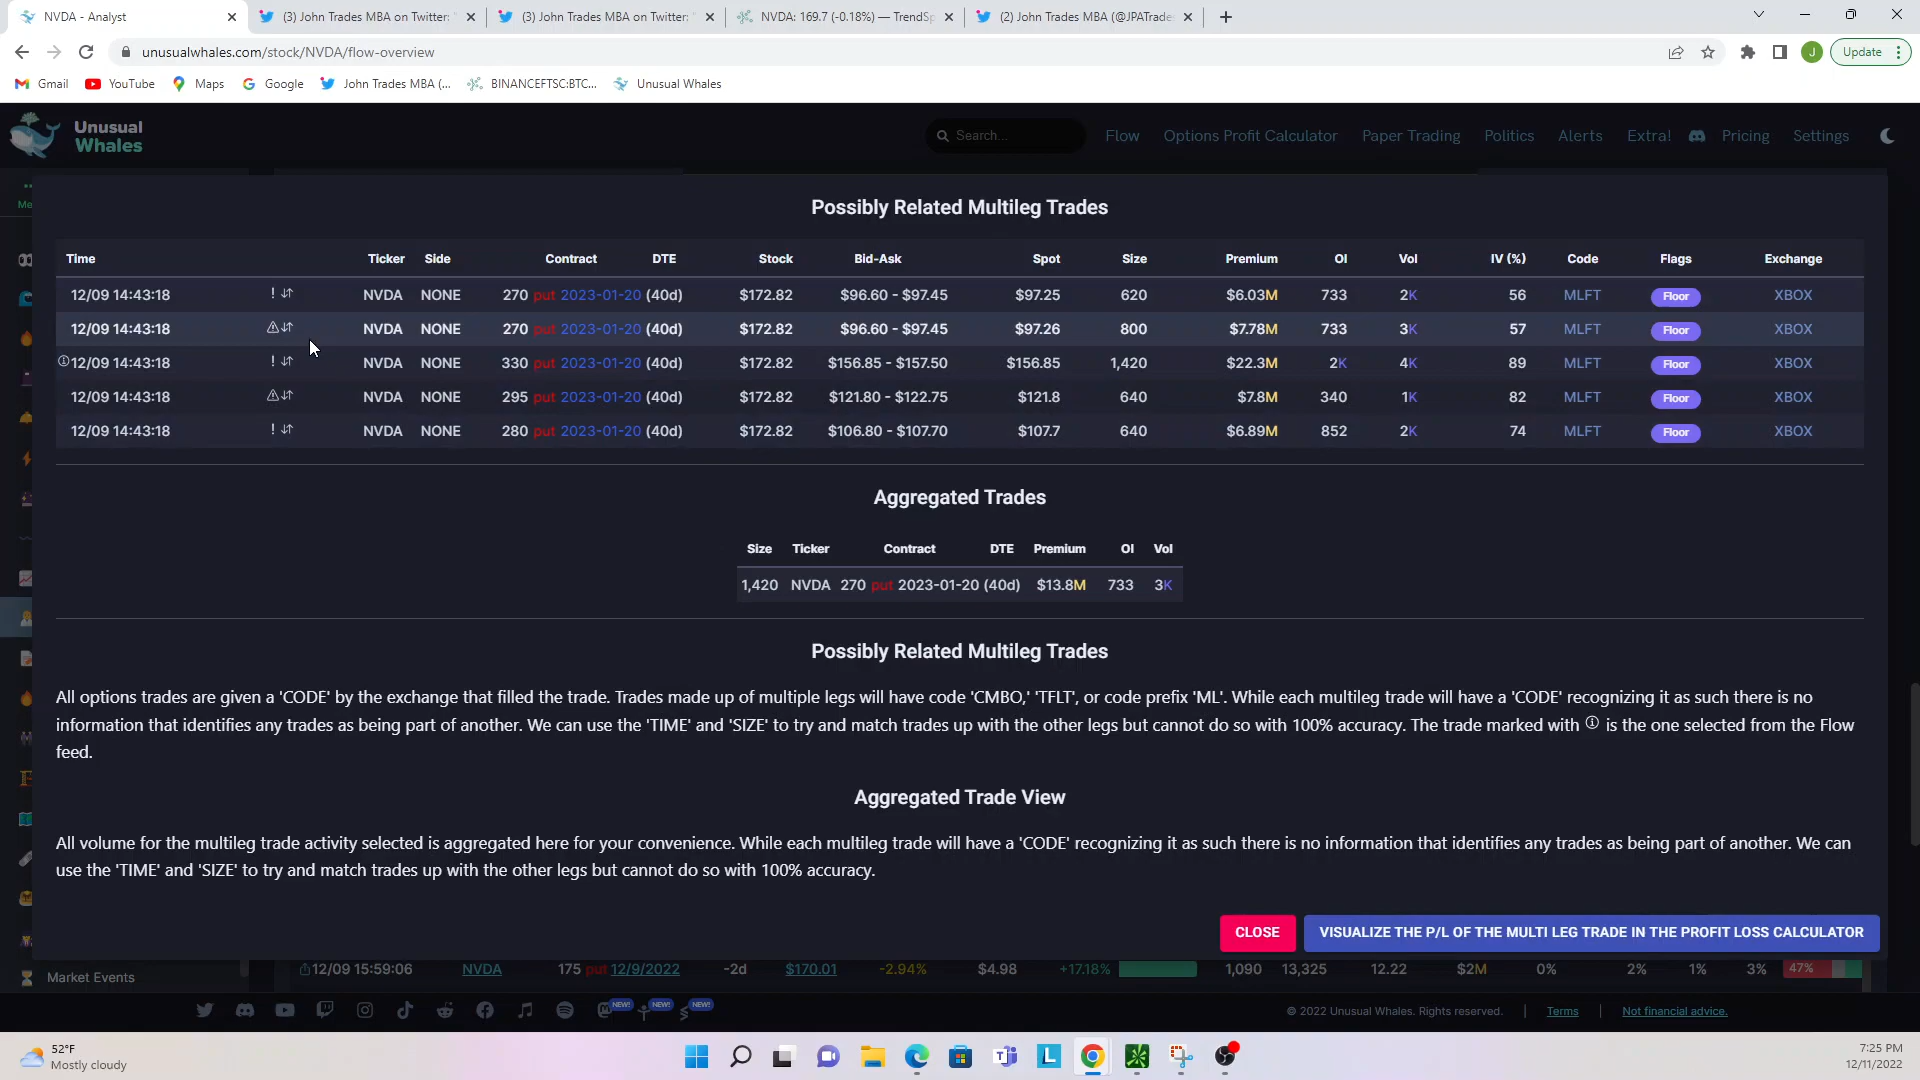 NVDA - Analyst
(3) John Trades MBA on Twitter: "
(3) John Trades MBA on Twitter: "
NVDA: 169.7 (-0.18%) — TrendSp
(2) John Trades MBA (@JPATrade
unusualwhales.com/stock/NVDA/flow-overview
J
Update
Gmail
YouTube
Maps
Google
John Trades MBA (...
BINANCEFTSC:BTC...
Unusual Whales
Unusual Whales
Search...
Flow
Options Profit Calculator
Paper Trading
Politics
Alerts
Extra!
Pricing
Settings
Me
Possibly Related Multileg Trades
Time Ticker Side Contract DTE Stock Bid-Ask Spot Size Premium OI Vol IV (%) Code Flags Exchange
12/09 14:43:18 ! NVDA NONE 270 put 2023-01-20 (40d) $172.82 $96.60 - $97.45 $97.25 620 $6.03M 733 2K 56 MLFT Floor XBOX
12/09 14:43:18 NVDA NONE 270 put 2023-01-20 (40d) $172.82 $96.60 - $97.45 $97.26 800 $7.78M 733 3K 57 MLFT Floor XBOX
12/09 14:43:18 ! NVDA NONE 330 put 2023-01-20 (40d) $172.82 $156.85 - $157.50 $156.85 1,420 $22.3M 2K 4K 89 MLFT Floor XBOX
12/09 14:43:18 NVDA NONE 295 put 2023-01-20 (40d) $172.82 $121.80 - $122.75 $121.8 640 $7.8M 340 1K 82 MLFT Floor XBOX
12/09 14:43:18 ! NVDA NONE 280 put 2023-01-20 (40d) $172.82 $106.80 - $107.70 $107.7 640 $6.89M 852 2K 74 MLFT Floor XBOX
Aggregated Trades
Size Ticker Contract DTE Premium OI Vol
1,420 NVDA 270 put 2023-01-20 (40d) $13.8M 733 3K
Possibly Related Multileg Trades
All options trades are given a 'CODE' by the exchange that filled the trade. Trades made up of multiple legs will have code 'CMBO,' 'TFLT', or code prefix 'ML'. While each multileg trade will have a 'CODE' recognizing it as such there is no
information that identifies any trades as being part of another. We can use the 'TIME' and 'SIZE' to try and match trades up with the other legs but cannot do so with 100% accuracy. The trade marked with ⓘ is the one selected from the Flow
feed.
Aggregated Trade View
All volume for the multileg trade activity selected is aggregated here for your convenience. While each multileg trade will have a 'CODE' recognizing it as such there is no information that identifies any trades as being part of another. We can
use the 'TIME' and 'SIZE' to try and match trades up with the other legs but cannot do so with 100% accuracy.
CLOSE
VISUALIZE THE P/L OF THE MULTI LEG TRADE IN THE PROFIT LOSS CALCULATOR
Market Events
12/09 15:59:06 NVDA 175 put 12/9/2022 -2d $170.01 -2.94% $4.98 +17.18% 1,090 13,325 12.22 $2M 0% 2% 1% 3% 47%
NEW!
NEW!
NEW!
© 2022 Unusual Whales. Rights reserved.
Terms
Not financial advice.
52°F
Mostly cloudy
7:25 PM
12/11/2022